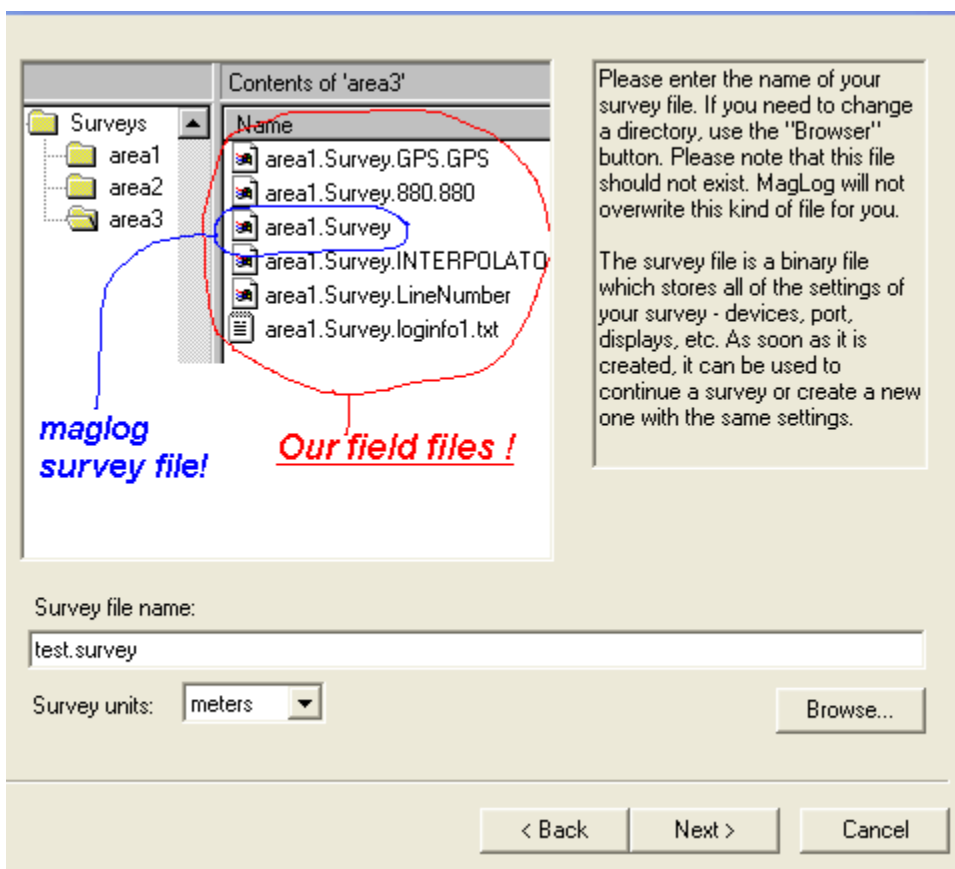 Contents of 'area3'
Surveys
area1
area2
area3
Name
area1.Survey.GPS.GPS
area1.Survey.880.880
area1.Survey
area1.Survey.INTERPOLATO
area1.Survey.LineNumber
area1.Survey.loginfo1.txt
maglog
survey file!
Our field files !
Please enter the name of your
survey file. If you need to change
a directory, use the "Browser"
button. Please note that this file
should not exist. MagLog will not
overwrite this kind of file for you.
The survey file is a binary file
which stores all of the settings of
your survey - devices, port,
displays, etc. As soon as it is
created, it can be used to
continue a survey or create a new
one with the same settings.
Survey file name:
test.survey
Survey units:
meters
Browse...
< Back
Next >
Cancel